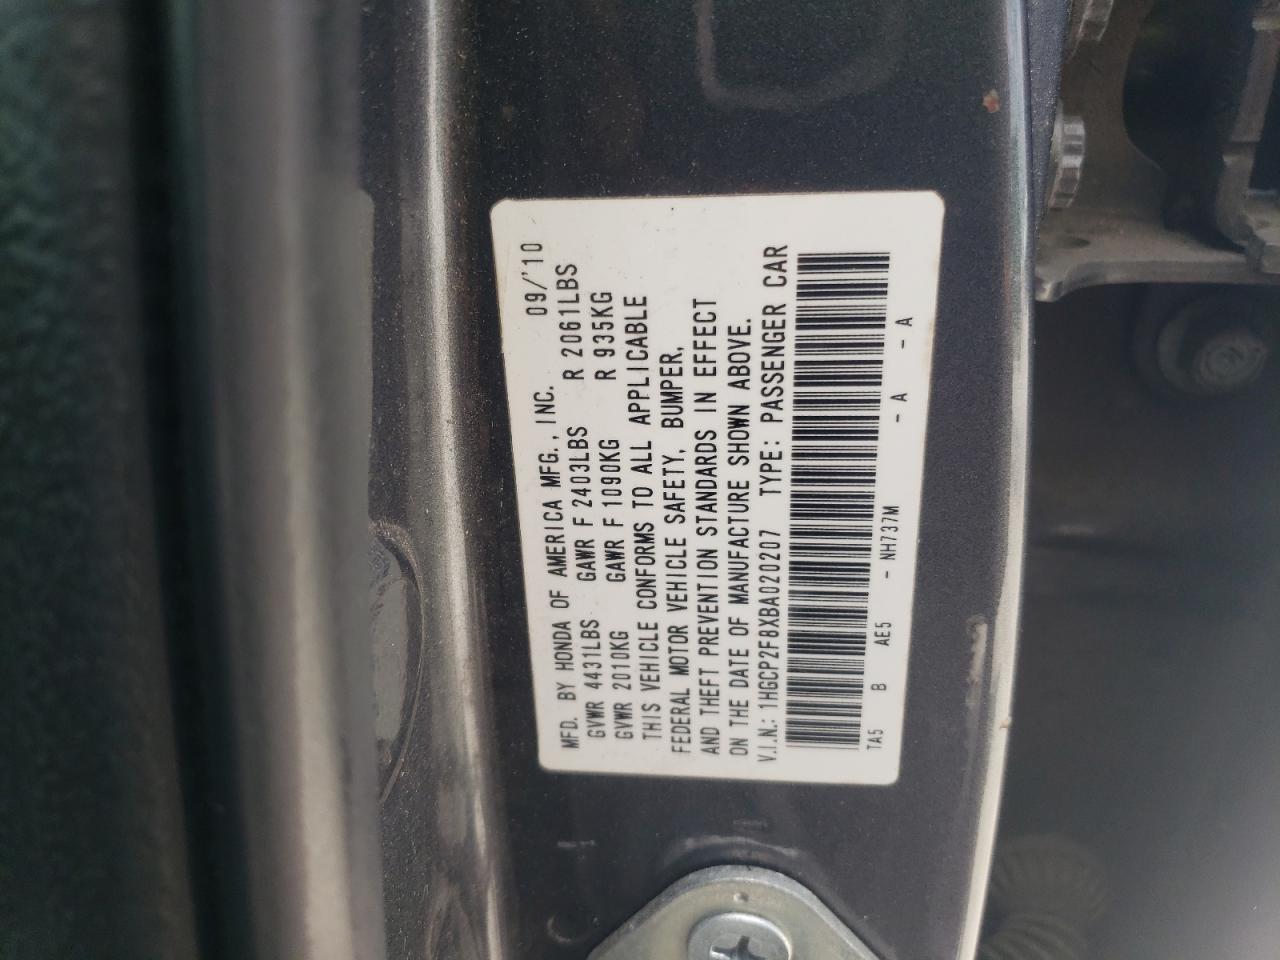 MFD. BY HONDA OF AMERICA MFG., INC. 09/'10
GVWR 4431LBS GAWR F 2403LBS R 2061LBS
GVWR 2010KG GAWR F 1090KG R 935KG
THIS VEHICLE CONFORMS TO ALL APPLICABLE
FEDERAL MOTOR VEHICLE SAFETY, BUMPER,
AND THEFT PREVENTION STANDARDS IN EFFECT
ON THE DATE OF MANUFACTURE SHOWN ABOVE.
V.I.N.: 1HGCP2F8XBA020207 TYPE: PASSENGER CAR
TA5 B AE5 - NH737M - A - A